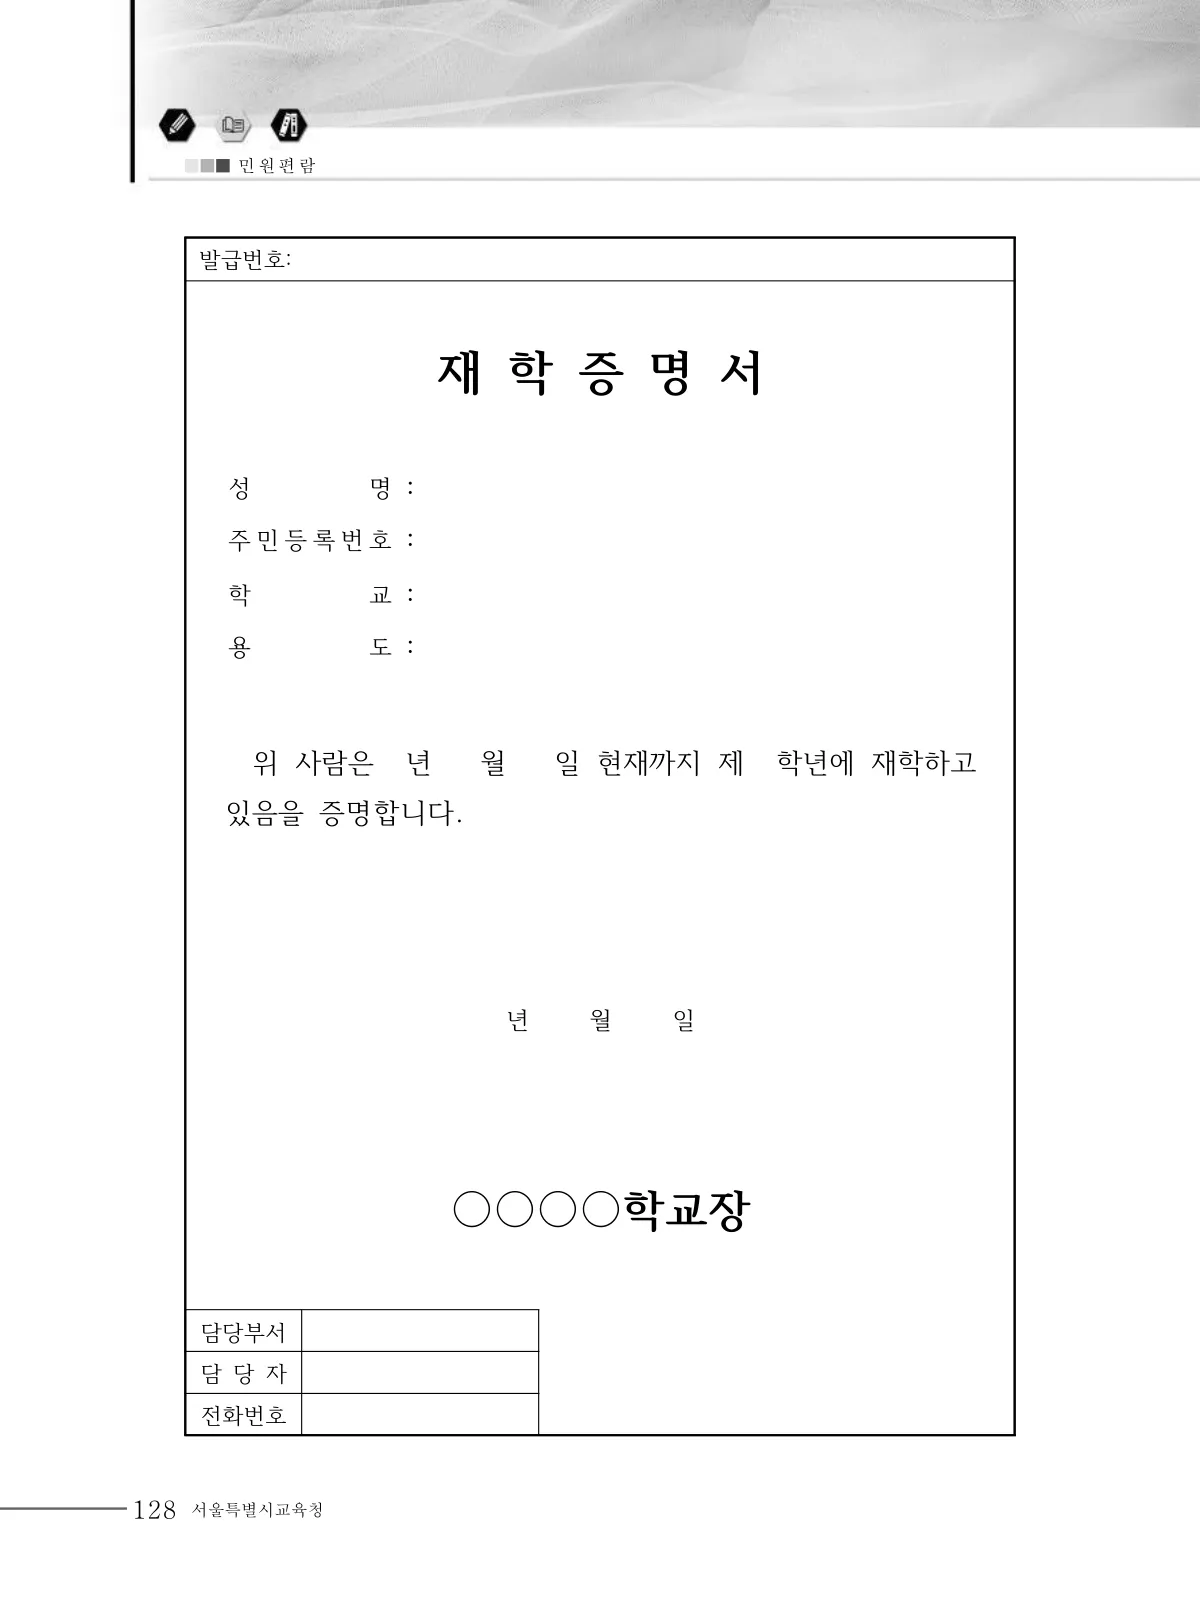 민원편람
발급번호:
재 학 증 명 서
성 명 :
주민등록번호 :
학 교 :
용 도 :
위 사람은 년 월 일 현재까지 제 학년에 재학하고
있음을 증명합니다.
년 월 일
○○○○학교장
담당부서
담 당 자
전화번호
128 서울특별시교육청